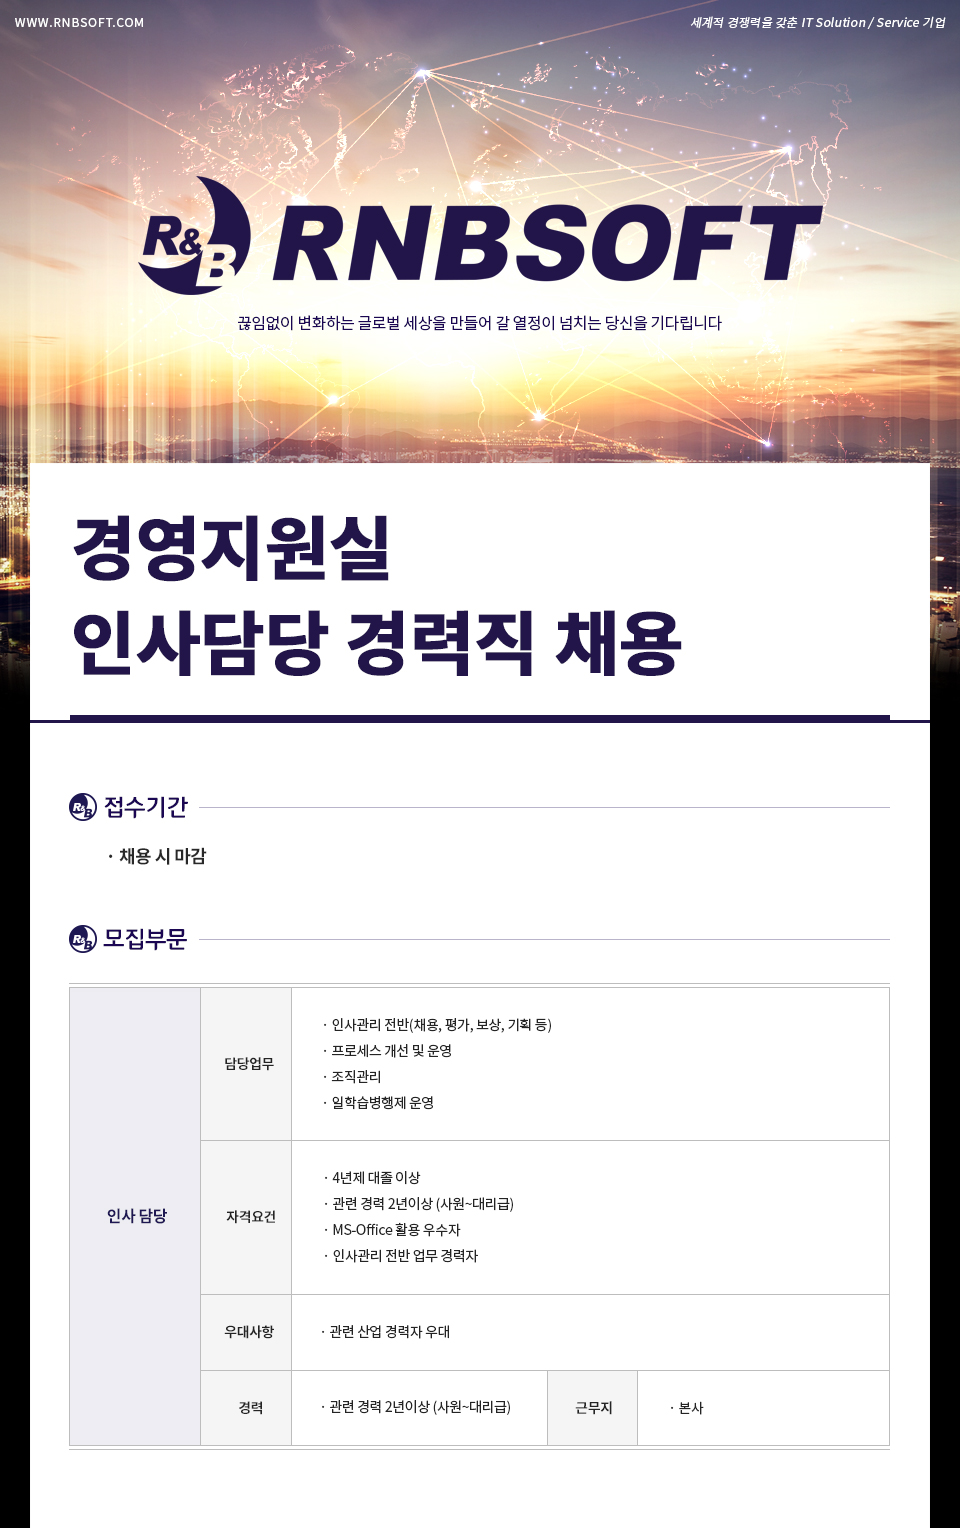 WWW.RNBSOFT.COM
세계적 경쟁력을 갖춘 IT Solution / Service 기업
R&B RNBSOFT
끊임없이 변화하는 글로벌 세상을 만들어 갈 열정이 넘치는 당신을 기다립니다
경영지원실
인사담당 경력직 채용
R&B 접수기간
· 채용 시 마감
R&B 모집부문
인사 담당
담당업무
· 인사관리 전반(채용, 평가, 보상, 기획 등)
· 프로세스 개선 및 운영
· 조직관리
· 일학습병행제 운영
자격요건
· 4년제 대졸 이상
· 관련 경력 2년이상 (사원~대리급)
· MS-Office 활용 우수자
· 인사관리 전반 업무 경력자
우대사항
· 관련 산업 경력자 우대
경력
· 관련 경력 2년이상 (사원~대리급)
근무지
· 본사